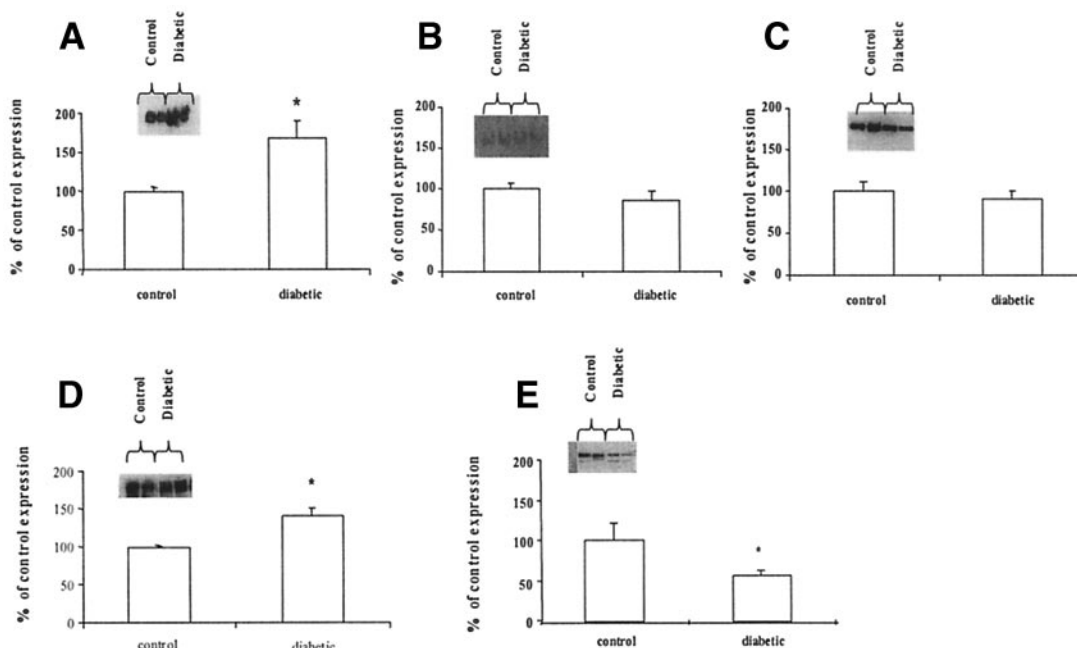 A
Control
Diabetic
*
% of control expression
200
150
100
50
0
control
diabetic
B
Control
Diabetic
% of control expression
200
150
100
50
0
control
diabetic
C
Control
Diabetic
% of control expression
200
150
100
50
0
control
diabetic
D
Control
Diabetic
*
% of control expression
200
150
100
50
0
control
diabetic
E
Control
Diabetic
*
% of control expression
200
150
100
50
0
control
diabetic